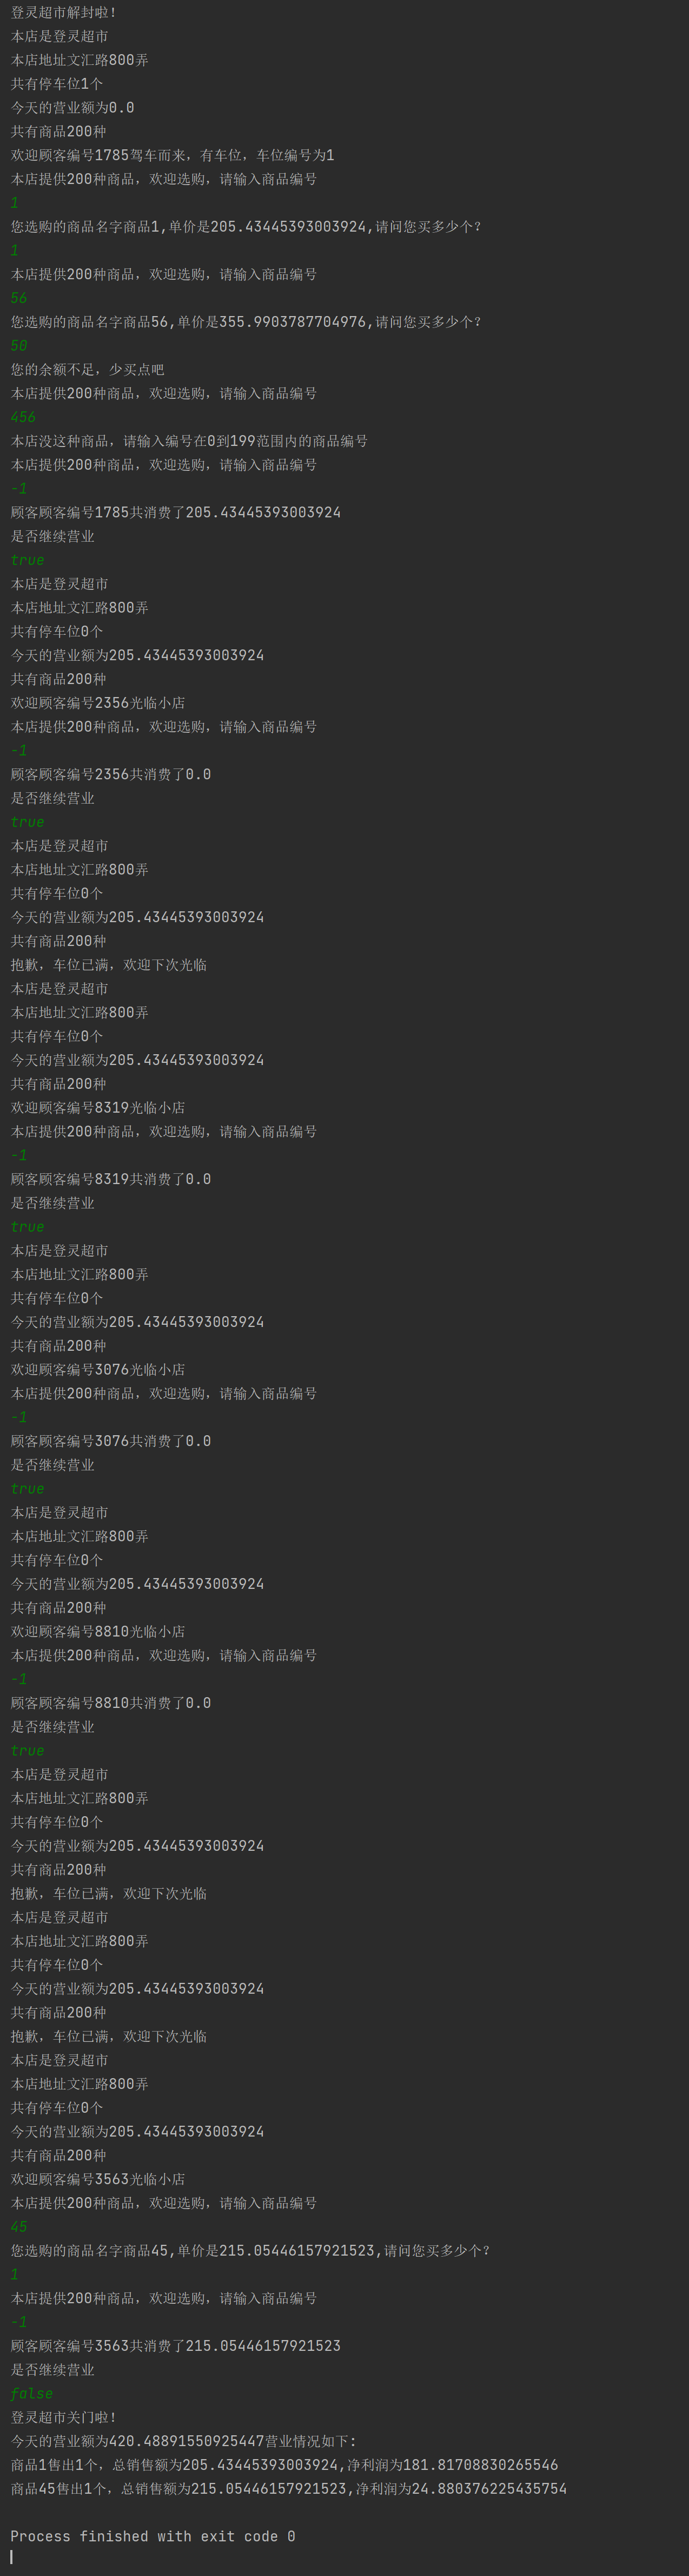 登灵超市解封啦！
本店是登灵超市
本店地址文汇路800弄
共有停车位1个
今天的营业额为0.0
共有商品200种
欢迎顾客编号1785驾车而来，有车位，车位编号为1
本店提供200种商品，欢迎选购，请输入商品编号
1
您选购的商品名字商品1,单价是205.43445393003924,请问您买多少个？
1
本店提供200种商品，欢迎选购，请输入商品编号
56
您选购的商品名字商品56,单价是355.9903787704976,请问您买多少个？
50
您的余额不足，少买点吧
本店提供200种商品，欢迎选购，请输入商品编号
456
本店没这种商品，请输入编号在0到199范围内的商品编号
本店提供200种商品，欢迎选购，请输入商品编号
-1
顾客顾客编号1785共消费了205.43445393003924
是否继续营业
true
本店是登灵超市
本店地址文汇路800弄
共有停车位0个
今天的营业额为205.43445393003924
共有商品200种
欢迎顾客编号2356光临小店
本店提供200种商品，欢迎选购，请输入商品编号
-1
顾客顾客编号2356共消费了0.0
是否继续营业
true
本店是登灵超市
本店地址文汇路800弄
共有停车位0个
今天的营业额为205.43445393003924
共有商品200种
抱歉，车位已满，欢迎下次光临
本店是登灵超市
本店地址文汇路800弄
共有停车位0个
今天的营业额为205.43445393003924
共有商品200种
欢迎顾客编号8319光临小店
本店提供200种商品，欢迎选购，请输入商品编号
-1
顾客顾客编号8319共消费了0.0
是否继续营业
true
本店是登灵超市
本店地址文汇路800弄
共有停车位0个
今天的营业额为205.43445393003924
共有商品200种
欢迎顾客编号3076光临小店
本店提供200种商品，欢迎选购，请输入商品编号
-1
顾客顾客编号3076共消费了0.0
是否继续营业
true
本店是登灵超市
本店地址文汇路800弄
共有停车位0个
今天的营业额为205.43445393003924
共有商品200种
欢迎顾客编号8810光临小店
本店提供200种商品，欢迎选购，请输入商品编号
-1
顾客顾客编号8810共消费了0.0
是否继续营业
true
本店是登灵超市
本店地址文汇路800弄
共有停车位0个
今天的营业额为205.43445393003924
共有商品200种
抱歉，车位已满，欢迎下次光临
本店是登灵超市
本店地址文汇路800弄
共有停车位0个
今天的营业额为205.43445393003924
共有商品200种
抱歉，车位已满，欢迎下次光临
本店是登灵超市
本店地址文汇路800弄
共有停车位0个
今天的营业额为205.43445393003924
共有商品200种
欢迎顾客编号3563光临小店
本店提供200种商品，欢迎选购，请输入商品编号
45
您选购的商品名字商品45,单价是215.05446157921523,请问您买多少个？
1
本店提供200种商品，欢迎选购，请输入商品编号
-1
顾客顾客编号3563共消费了215.05446157921523
是否继续营业
false
登灵超市关门啦！
今天的营业额为420.48891550925447营业情况如下：
商品1售出1个，总销售额为205.43445393003924,净利润为181.81708830265546
商品45售出1个，总销售额为215.05446157921523,净利润为24.880376225435754
Process finished with exit code 0